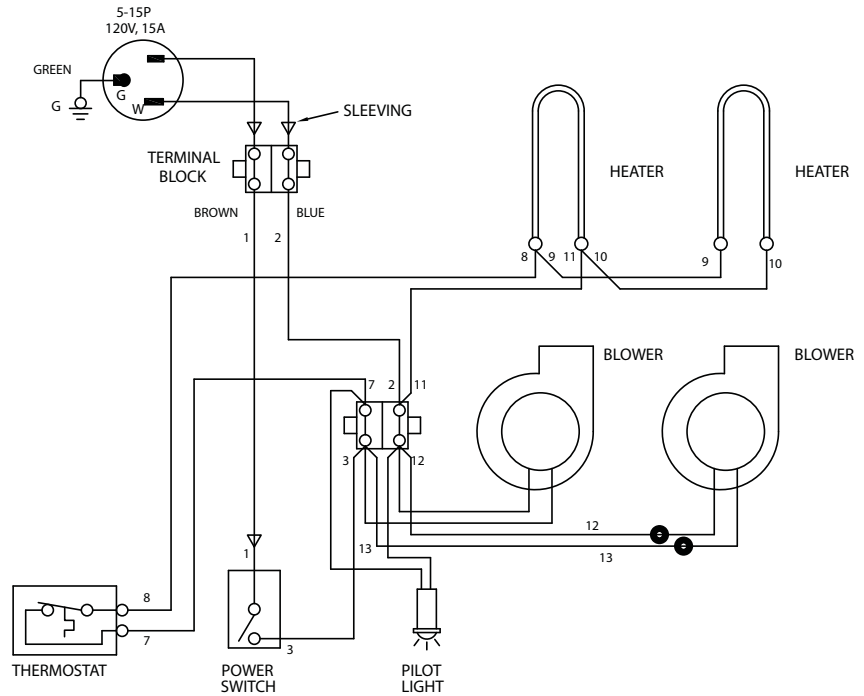 5-15P
120V, 15A
GREEN
G
G
W
SLEEVING
TERMINAL
BLOCK
HEATER
HEATER
BROWN
BLUE
1
2
8
9
11
10
9
10
BLOWER
BLOWER
7
2
11
3
12
12
13
13
1
8
7
3
THERMOSTAT
POWER
SWITCH
PILOT
LIGHT